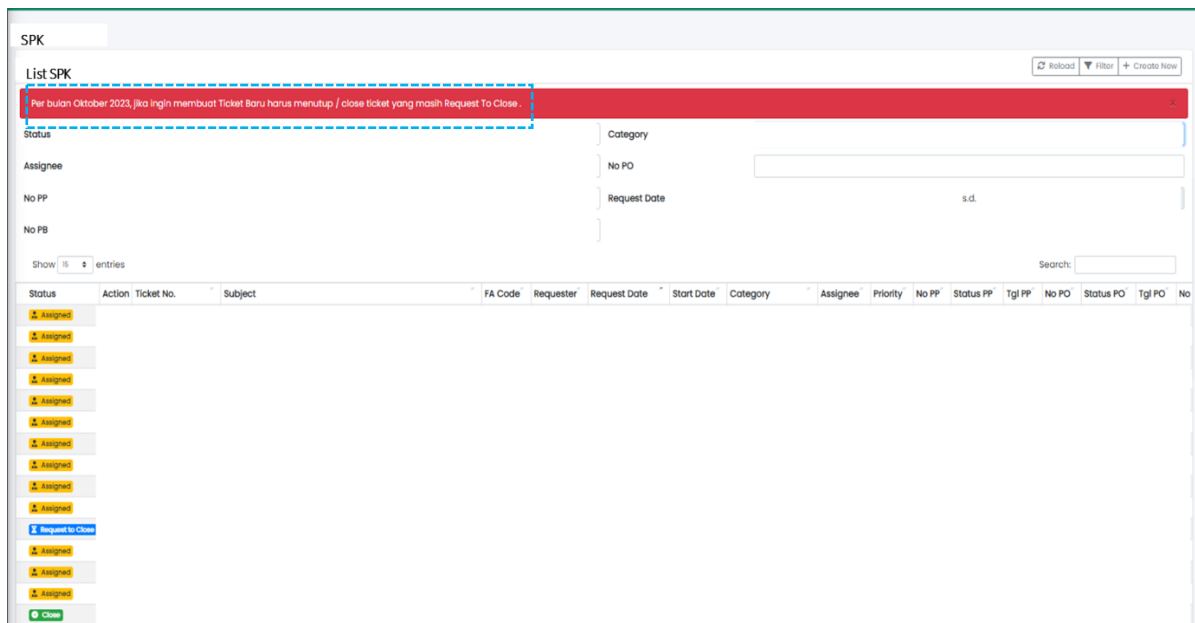 SPK
List SPK
Reload Filter + Create New
Per bulan Oktober 2023, jika ingin membuat Ticket Baru harus menutup / close ticket yang masih Request To Close .
x
Status Category
Assignee No PO
No PP Request Date s.d.
No PB
Show 15 entries Search:
Status Action Ticket No. Subject FA Code Requester Request Date Start Date Category Assignee Priority No PP Status PP Tgl PP No PO Status PO Tgl PO No
Assigned
Assigned
Assigned
Assigned
Assigned
Assigned
Assigned
Assigned
Assigned
Assigned
Request to Close
Assigned
Assigned
Assigned
Close